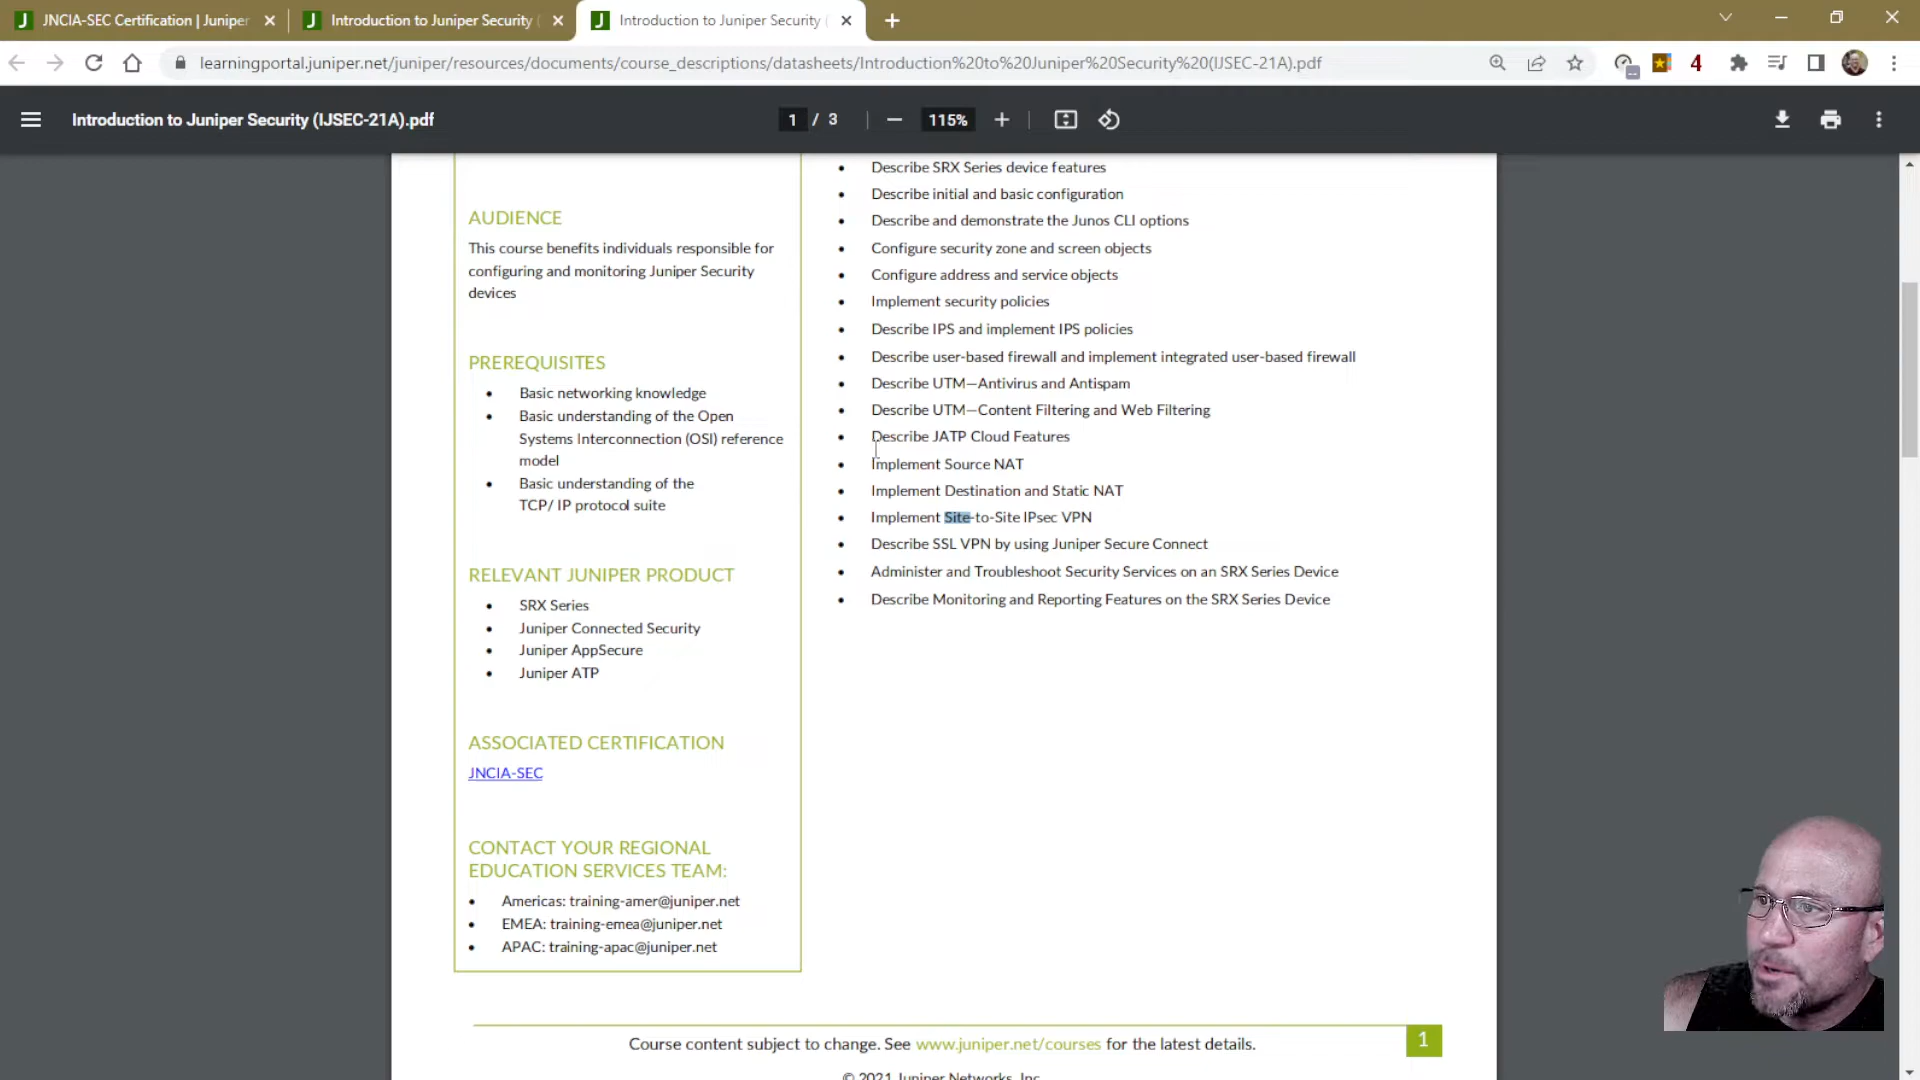 JNCIA-SEC Certification | Juniper
Introduction to Juniper Security (
Introduction to Juniper Security (
learningportal.juniper.net/juniper/resources/documents/course_descriptions/datasheets/Introduction%20to%20Juniper%20Security%20(IJSEC-21A).pdf
4
Introduction to Juniper Security (IJSEC-21A).pdf
1 / 3
115%
AUDIENCE
This course benefits individuals responsible for
configuring and monitoring Juniper Security
devices
PREREQUISITES
• Basic networking knowledge
• Basic understanding of the Open
Systems Interconnection (OSI) reference
model
• Basic understanding of the
TCP/ IP protocol suite
RELEVANT JUNIPER PRODUCT
• SRX Series
• Juniper Connected Security
• Juniper AppSecure
• Juniper ATP
ASSOCIATED CERTIFICATION
JNCIA-SEC
CONTACT YOUR REGIONAL
EDUCATION SERVICES TEAM:
• Americas: training-amer@juniper.net
• EMEA: training-emea@juniper.net
• APAC: training-apac@juniper.net
• Describe SRX Series device features
• Describe initial and basic configuration
• Describe and demonstrate the Junos CLI options
• Configure security zone and screen objects
• Configure address and service objects
• Implement security policies
• Describe IPS and implement IPS policies
• Describe user-based firewall and implement integrated user-based firewall
• Describe UTM—Antivirus and Antispam
• Describe UTM—Content Filtering and Web Filtering
• Describe JATP Cloud Features
• Implement Source NAT
• Implement Destination and Static NAT
• Implement Site-to-Site IPsec VPN
• Describe SSL VPN by using Juniper Secure Connect
• Administer and Troubleshoot Security Services on an SRX Series Device
• Describe Monitoring and Reporting Features on the SRX Series Device
Course content subject to change. See www.juniper.net/courses for the latest details.
1
© 2021 Juniper Networks, Inc.